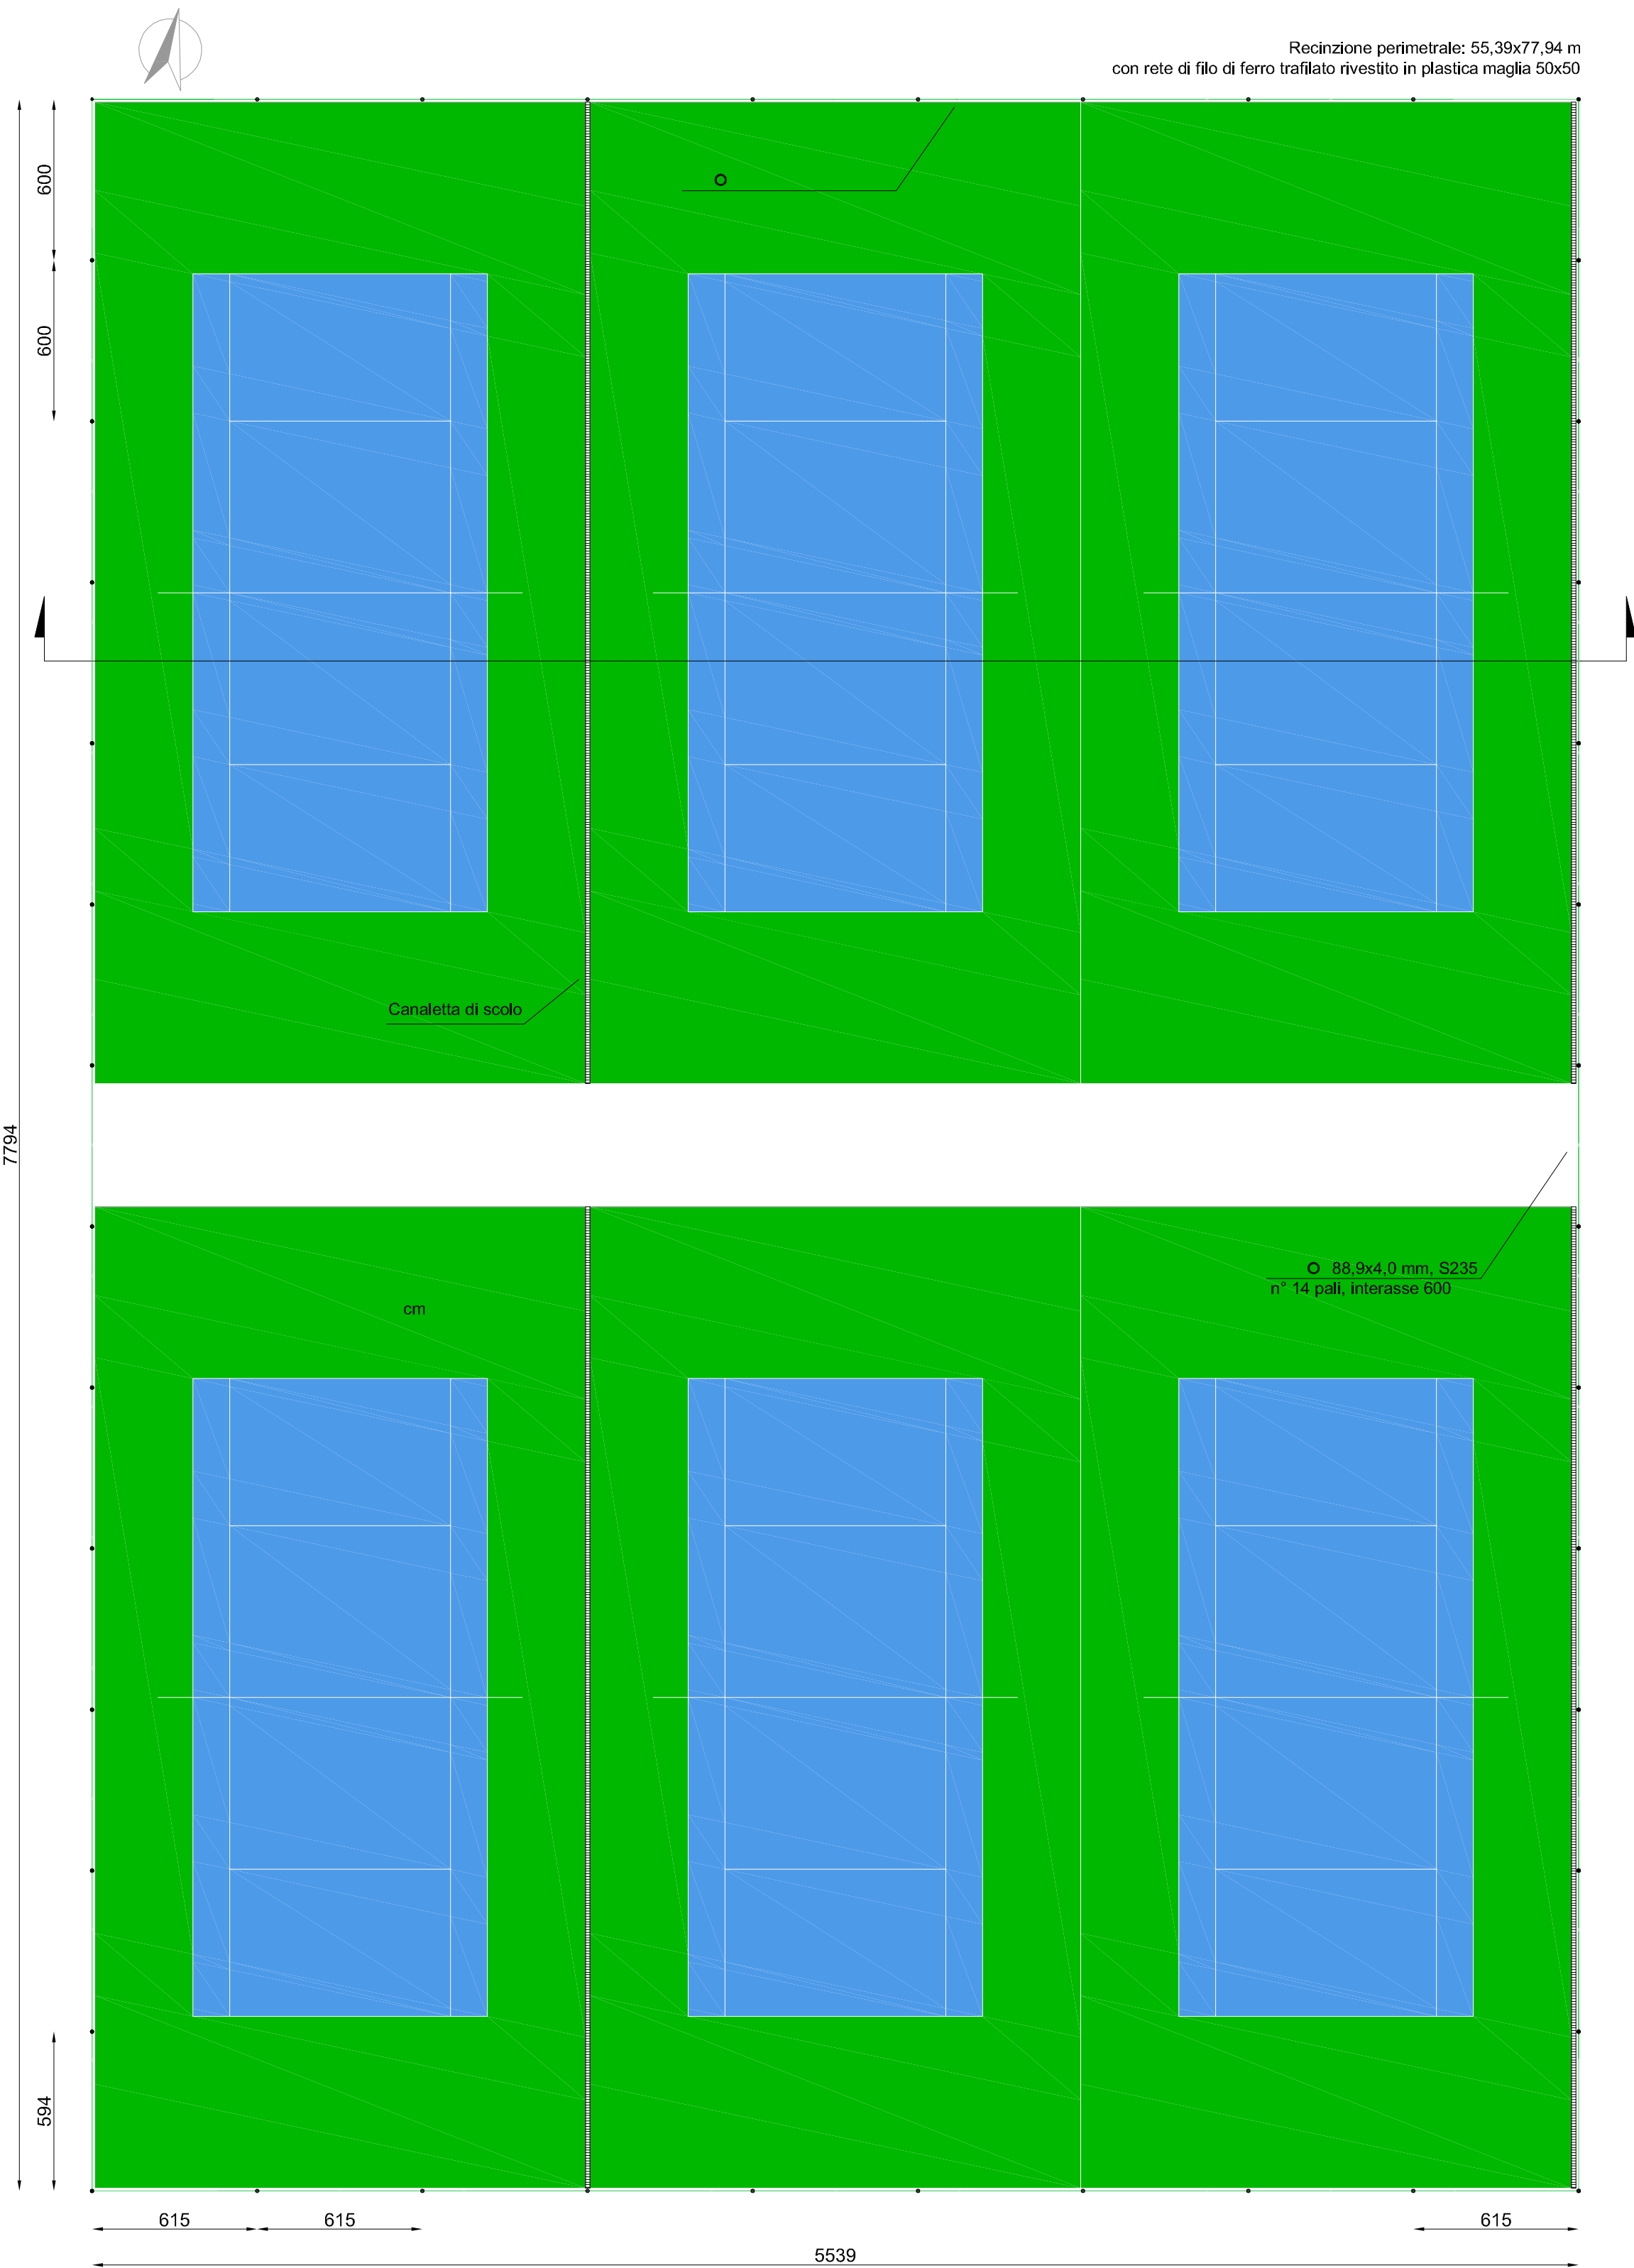 Recinzione perimetrale: 55,39x77,94 m
con rete di filo di ferro trafilato rivestito in plastica maglia 50x50
600
600
Canaletta di scolo
7794
88,9x4,0 mm, S235
n° 14 pali, interasse 600
cm
594
615
615
615
5539